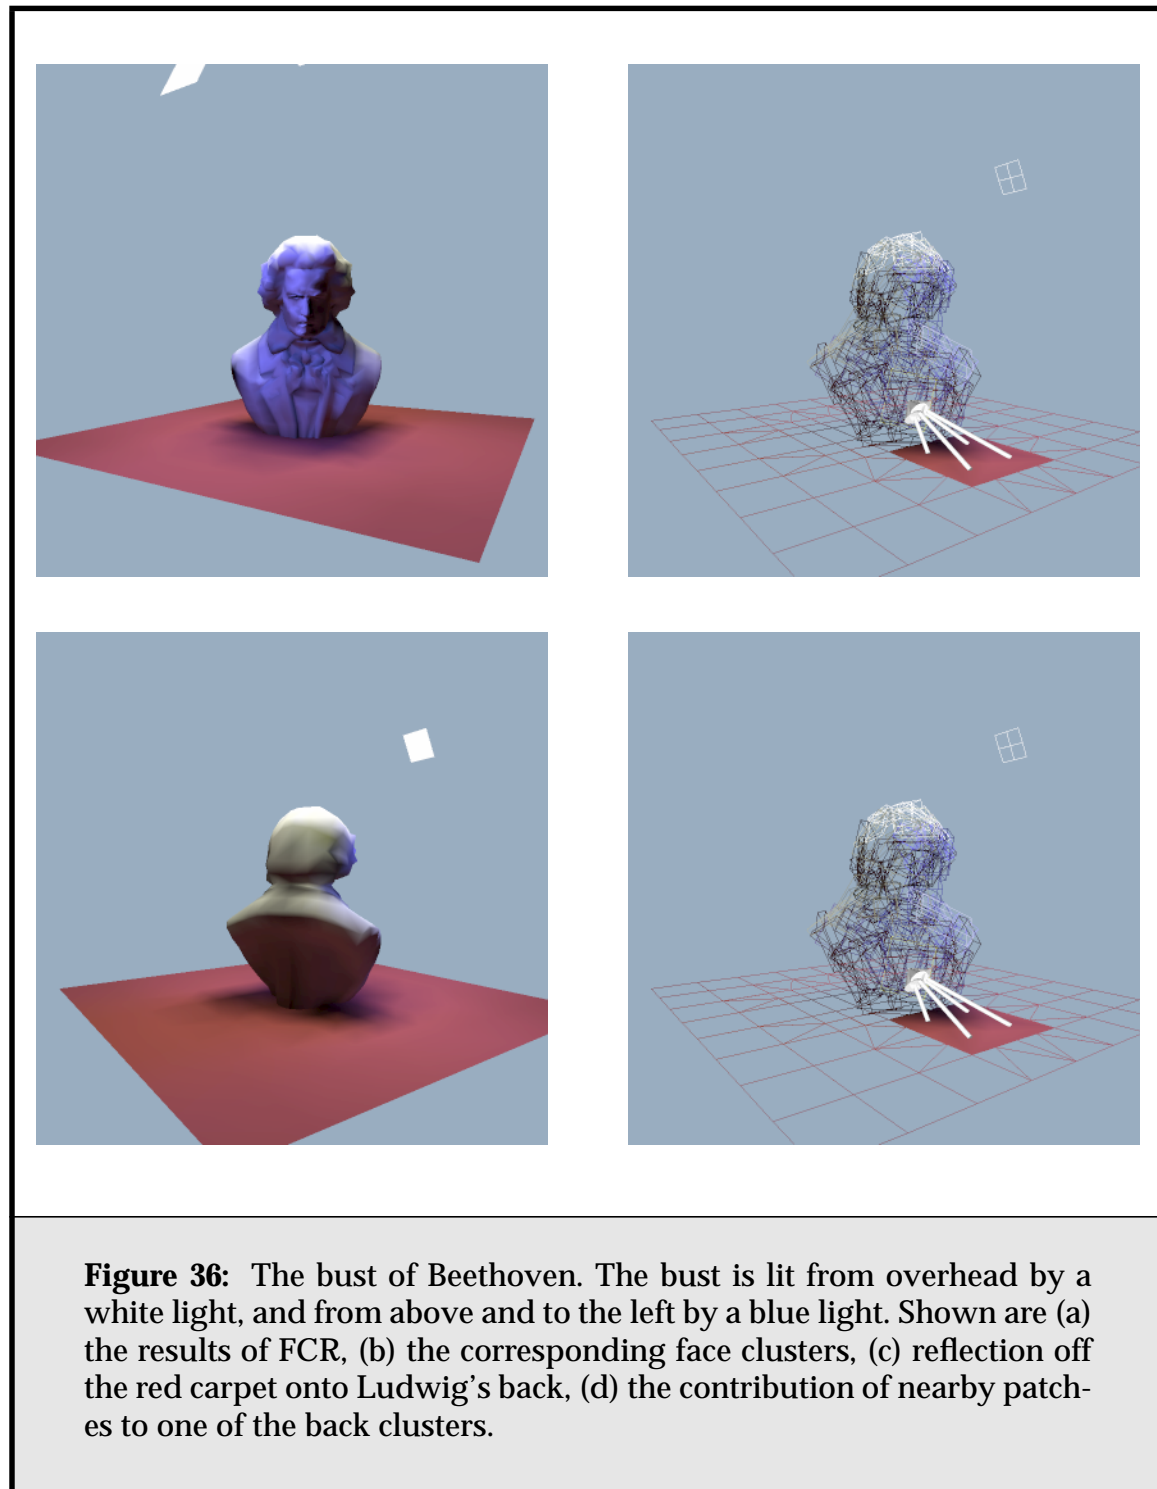 Figure 36: The bust of Beethoven. The bust is lit from overhead by a
white light, and from above and to the left by a blue light. Shown are (a)
the results of FCR, (b) the corresponding face clusters, (c) reflection off
the red carpet onto Ludwig's back, (d) the contribution of nearby patch-
es to one of the back clusters.